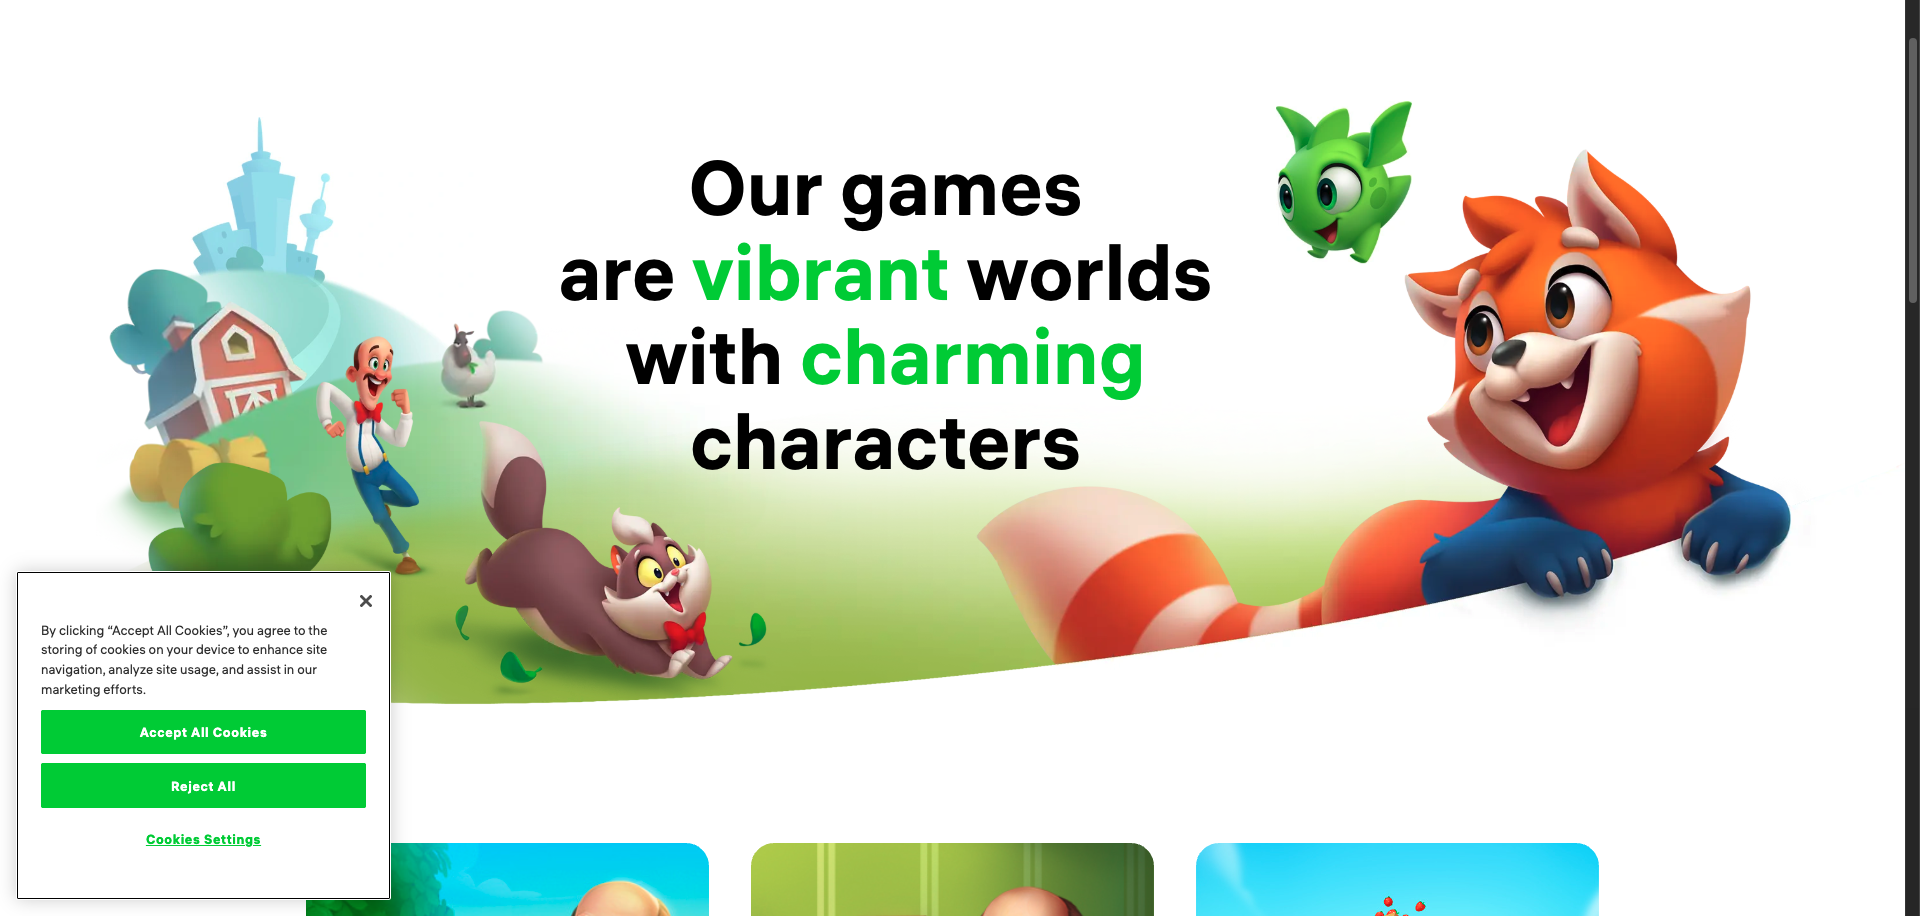 Our games
are vibrant worlds
with charming
characters
By clicking “Accept All Cookies”, you agree to the
storing of cookies on your device to enhance site
navigation, analyze site usage, and assist in our
marketing efforts.
Accept All Cookies
Reject All
Cookies Settings